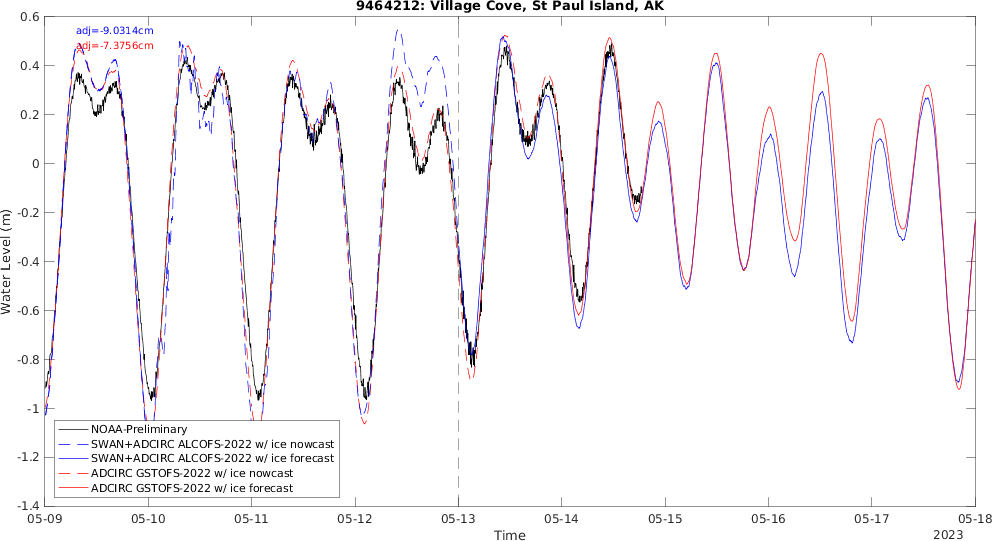 9464212: Village Cove, St Paul Island, AK
adj=-9.0314cm
adj=-7.3756cm
0.6
0.4
0.2
0
-0.2
-0.4
-0.6
-0.8
-1
-1.2
-1.4
Water Level (m)
NOAA-Preliminary
SWAN+ADCIRC ALCOFS-2022 w/ ice nowcast
SWAN+ADCIRC ALCOFS-2022 w/ ice forecast
ADCIRC GSTOFS-2022 w/ ice nowcast
ADCIRC GSTOFS-2022 w/ ice forecast
05-09 05-10 05-11 05-12 05-13 05-14 05-15 05-16 05-17 05-18
Time
2023